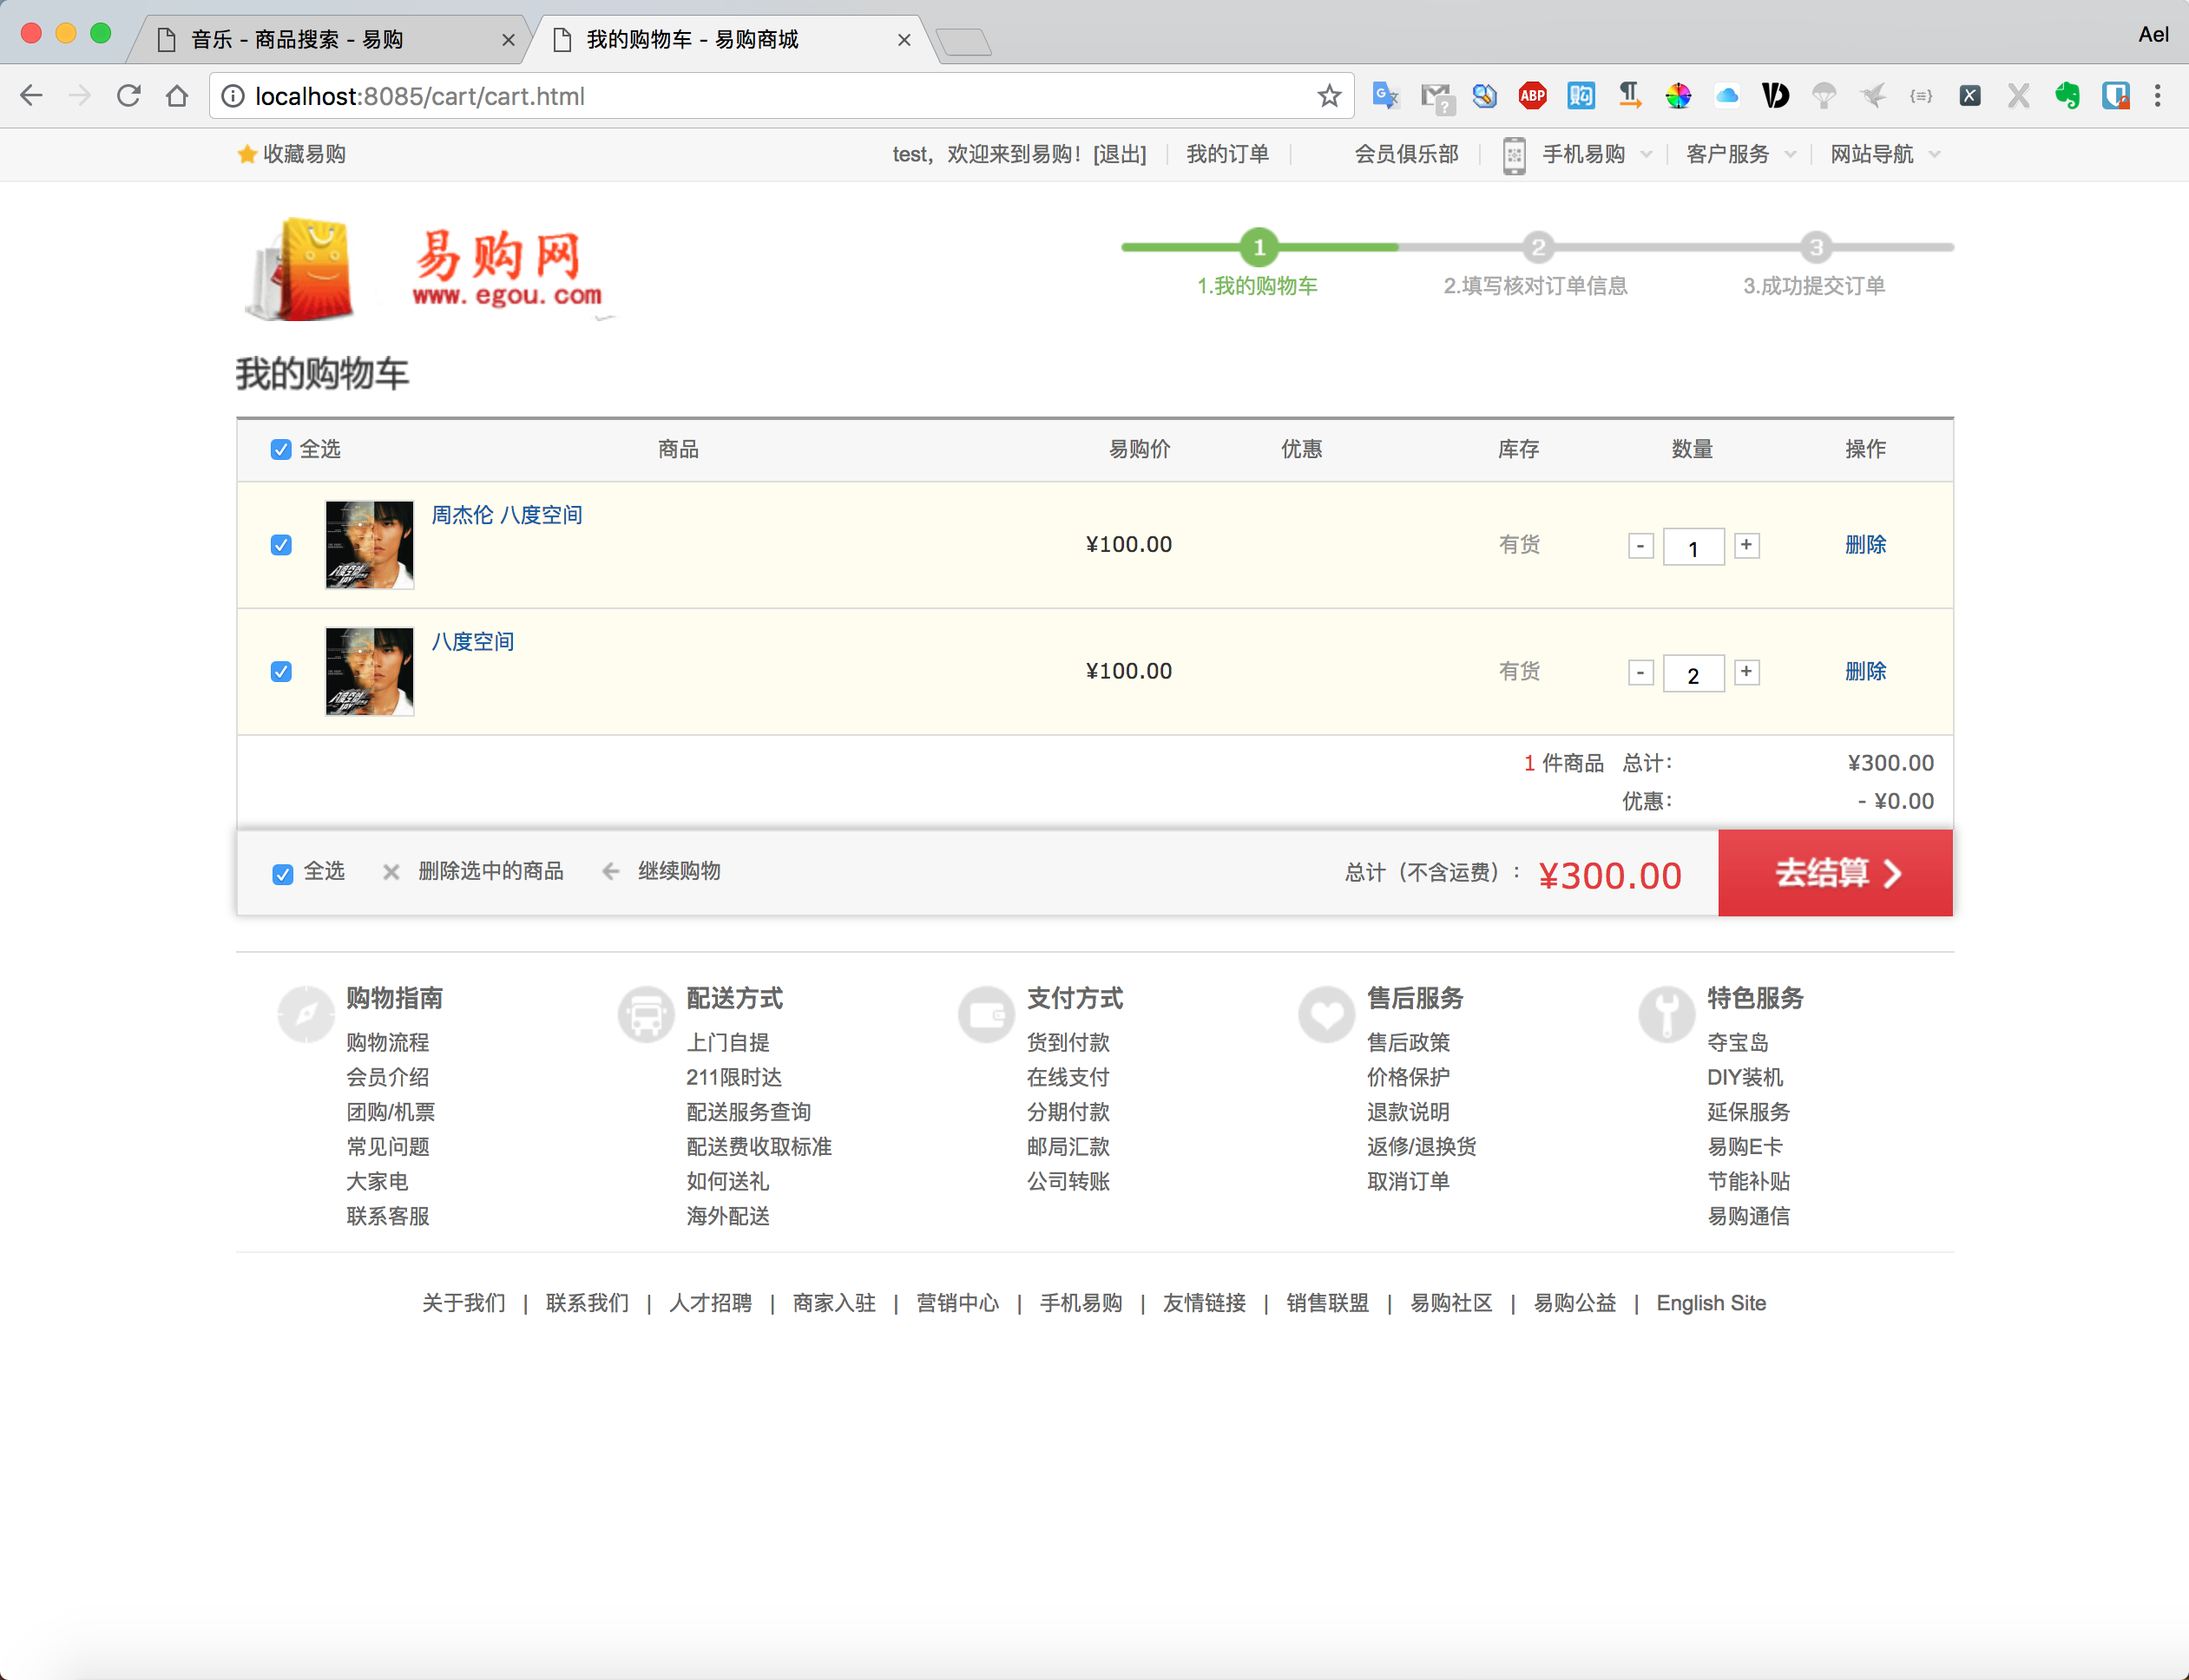 音乐 - 商品搜索 - 易购
我的购物车 - 易购商城
Ael
localhost:8085/cart/cart.html
收藏易购
test，欢迎来到易购！[退出]
我的订单
会员俱乐部
手机易购
客户服务
网站导航
易购网
www.egou.com
1 2 3
1.我的购物车
2.填写核对订单信息
3.成功提交订单
我的购物车
全选 商品 易购价 优惠 库存 数量 操作
周杰伦 八度空间
¥100.00 有货 - 1 + 删除
八度空间
¥100.00 有货 - 2 + 删除
1 件商品 总计： ¥300.00
优惠： - ¥0.00
全选 删除选中的商品 继续购物 总计（不含运费）： ¥300.00 去结算
购物指南
购物流程
会员介绍
团购/机票
常见问题
大家电
联系客服
配送方式
上门自提
211限时达
配送服务查询
配送费收取标准
如何送礼
海外配送
支付方式
货到付款
在线支付
分期付款
邮局汇款
公司转账
售后服务
售后政策
价格保护
退款说明
返修/退换货
取消订单
特色服务
夺宝岛
DIY装机
延保服务
易购E卡
节能补贴
易购通信
关于我们 | 联系我们 | 人才招聘 | 商家入驻 | 营销中心 | 手机易购 | 友情链接 | 销售联盟 | 易购社区 | 易购公益 | English Site